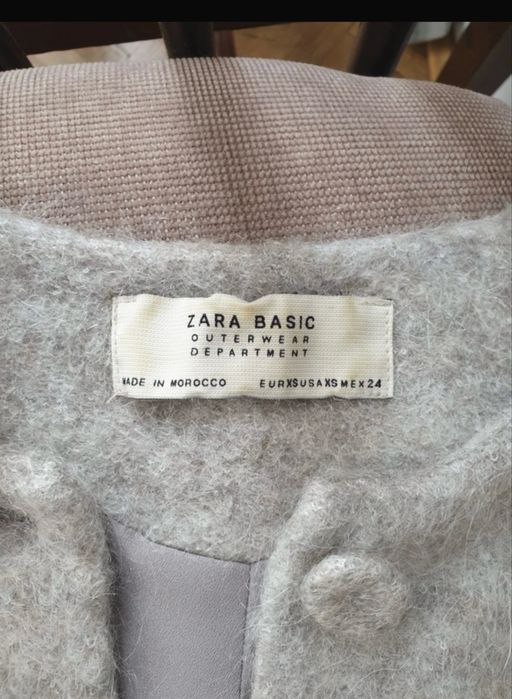 ZARA BASIC
OUTERWEAR
DEPARTMENT
MADE IN MOROCCO EUR XS USA XS MEX 24